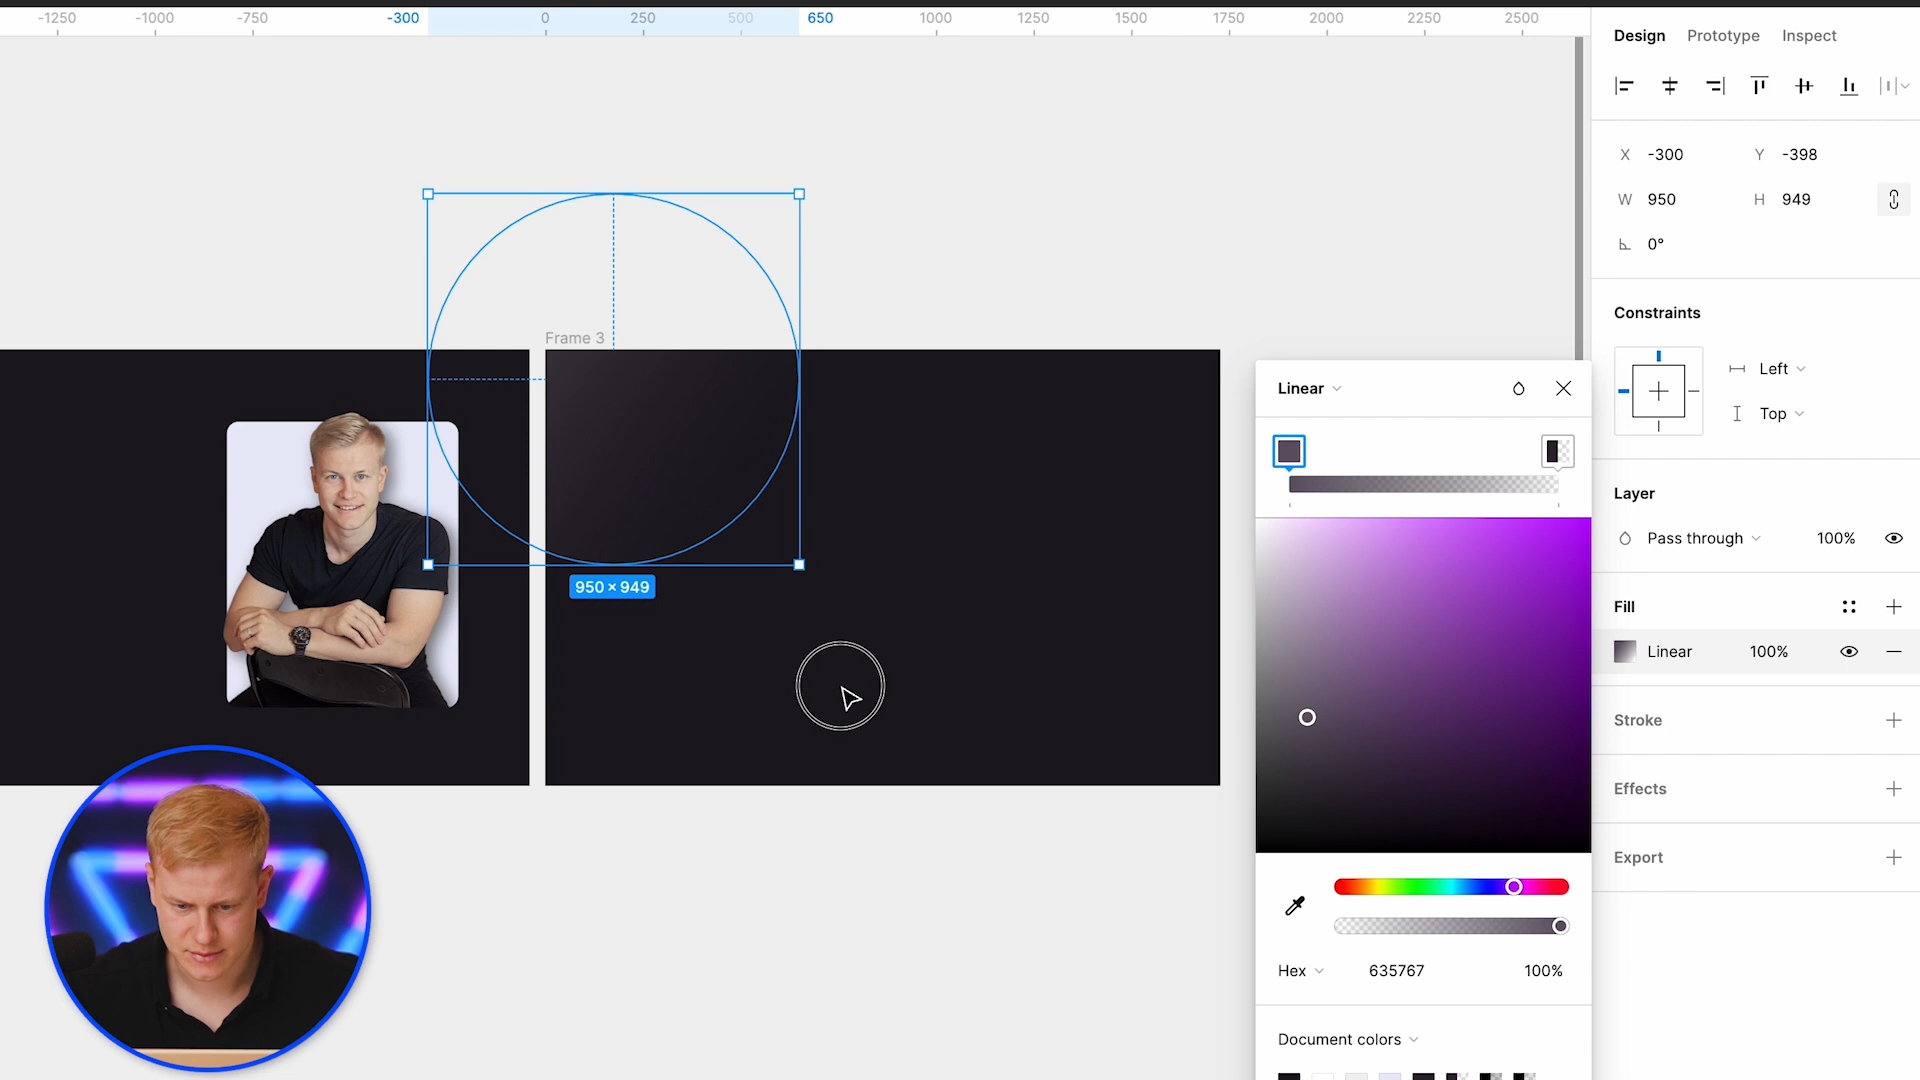 -1250 -1000 -750 -300 0 250 500 650 1000 1250 1500 1750 2000 2250 2500
Design Prototype Inspect
X -300 Y -398
W 950 H 949
0°
Constraints
Left
Top
Frame 3
950 × 949
Linear
Layer
Pass through 100%
Fill
Linear 100%
Stroke
Effects
Export
Hex 635767 100%
Document colors